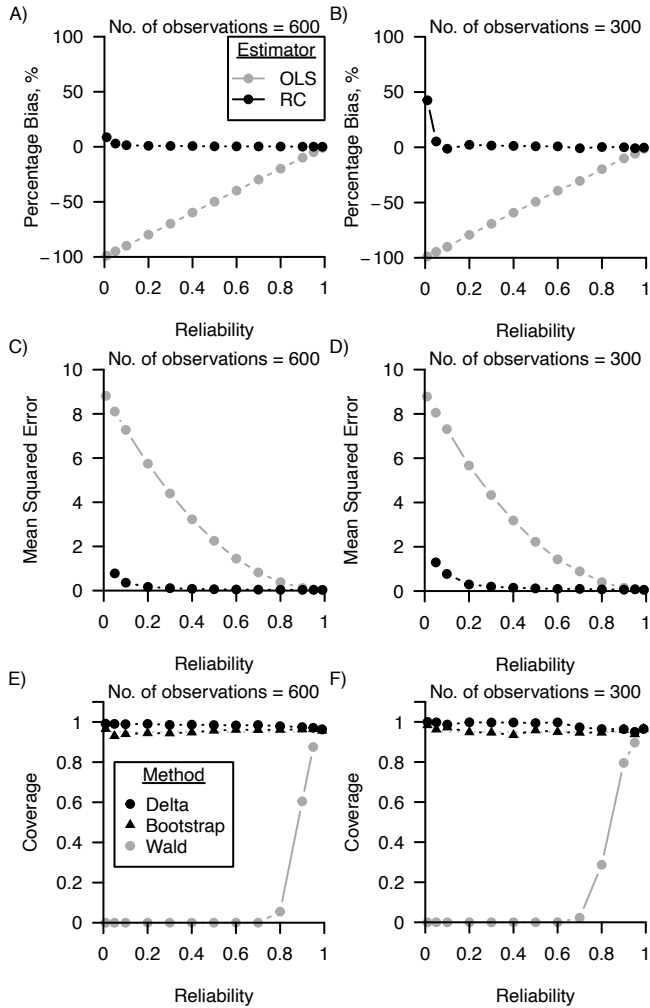 A)
No. of observations = 600
Percentage Bias, %
100
50
0
−50
−100
0 0.2 0.4 0.6 0.8 1
Reliability
Estimator
OLS
RC
B)
No. of observations = 300
Percentage Bias, %
100
50
0
−50
−100
0 0.2 0.4 0.6 0.8 1
Reliability
C)
No. of observations = 600
Mean Squared Error
10
8
6
4
2
0
0 0.2 0.4 0.6 0.8 1
Reliability
D)
No. of observations = 300
Mean Squared Error
10
8
6
4
2
0
0 0.2 0.4 0.6 0.8 1
Reliability
E)
No. of observations = 600
Coverage
1
0.8
0.6
0.4
0.2
0
0 0.2 0.4 0.6 0.8 1
Reliability
Method
Delta
Bootstrap
Wald
F)
No. of observations = 300
Coverage
1
0.8
0.6
0.4
0.2
0
0 0.2 0.4 0.6 0.8 1
Reliability